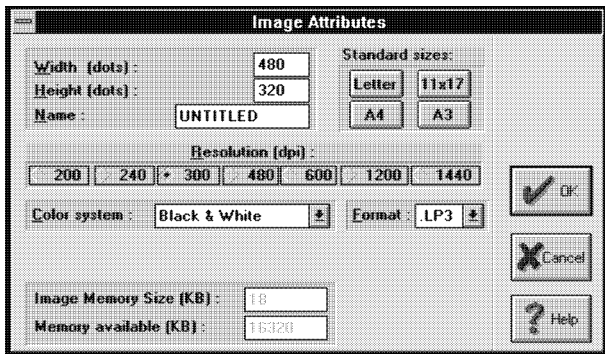 Image Attributes
Width (dots) : 480
Height (dots) : 320
Name : UNTITLED
Standard sizes:
Letter 11x17
A4 A3
Resolution (dpi) :
200 240 300 480 600 1200 1440
Color system : Black & White Format : .LP3
OK
Cancel
Image Memory Size (KB) : 18
Memory available (KB) : 16320
Help